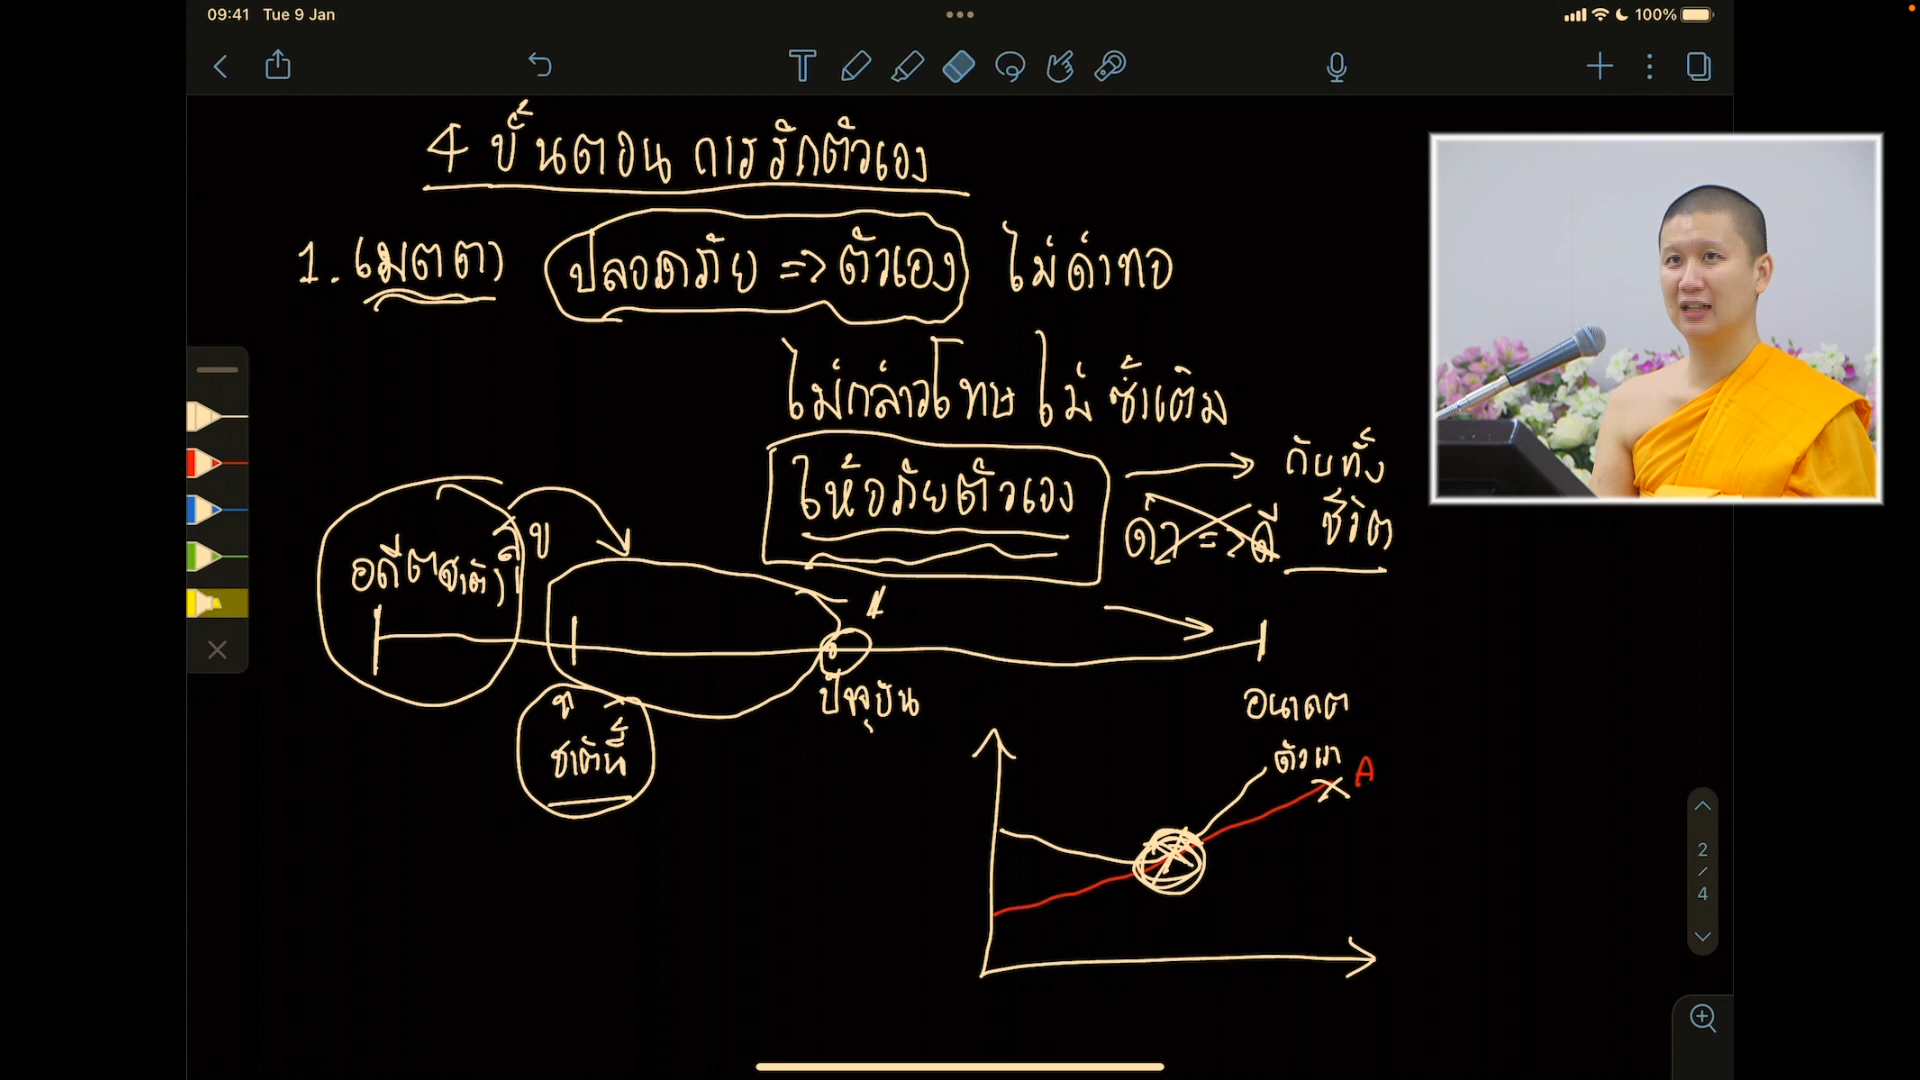 09:41 Tue 9 Jan
100%
4 ขั้นตอน การรักตัวเอง
1. เมตตา ปลอดภัย => ตัวเอง ไม่ด่าทอ
ไม่กล่าวโทษ ไม่ซ้ำเติม
ให้อภัยตัวเอง
กับทั้ง
ชีวิต
ด่า => ดี
อดีตชาติ
ชาตินี้
ปัจจุบัน
อนาคต
ตัวเรา
A
2
/
4